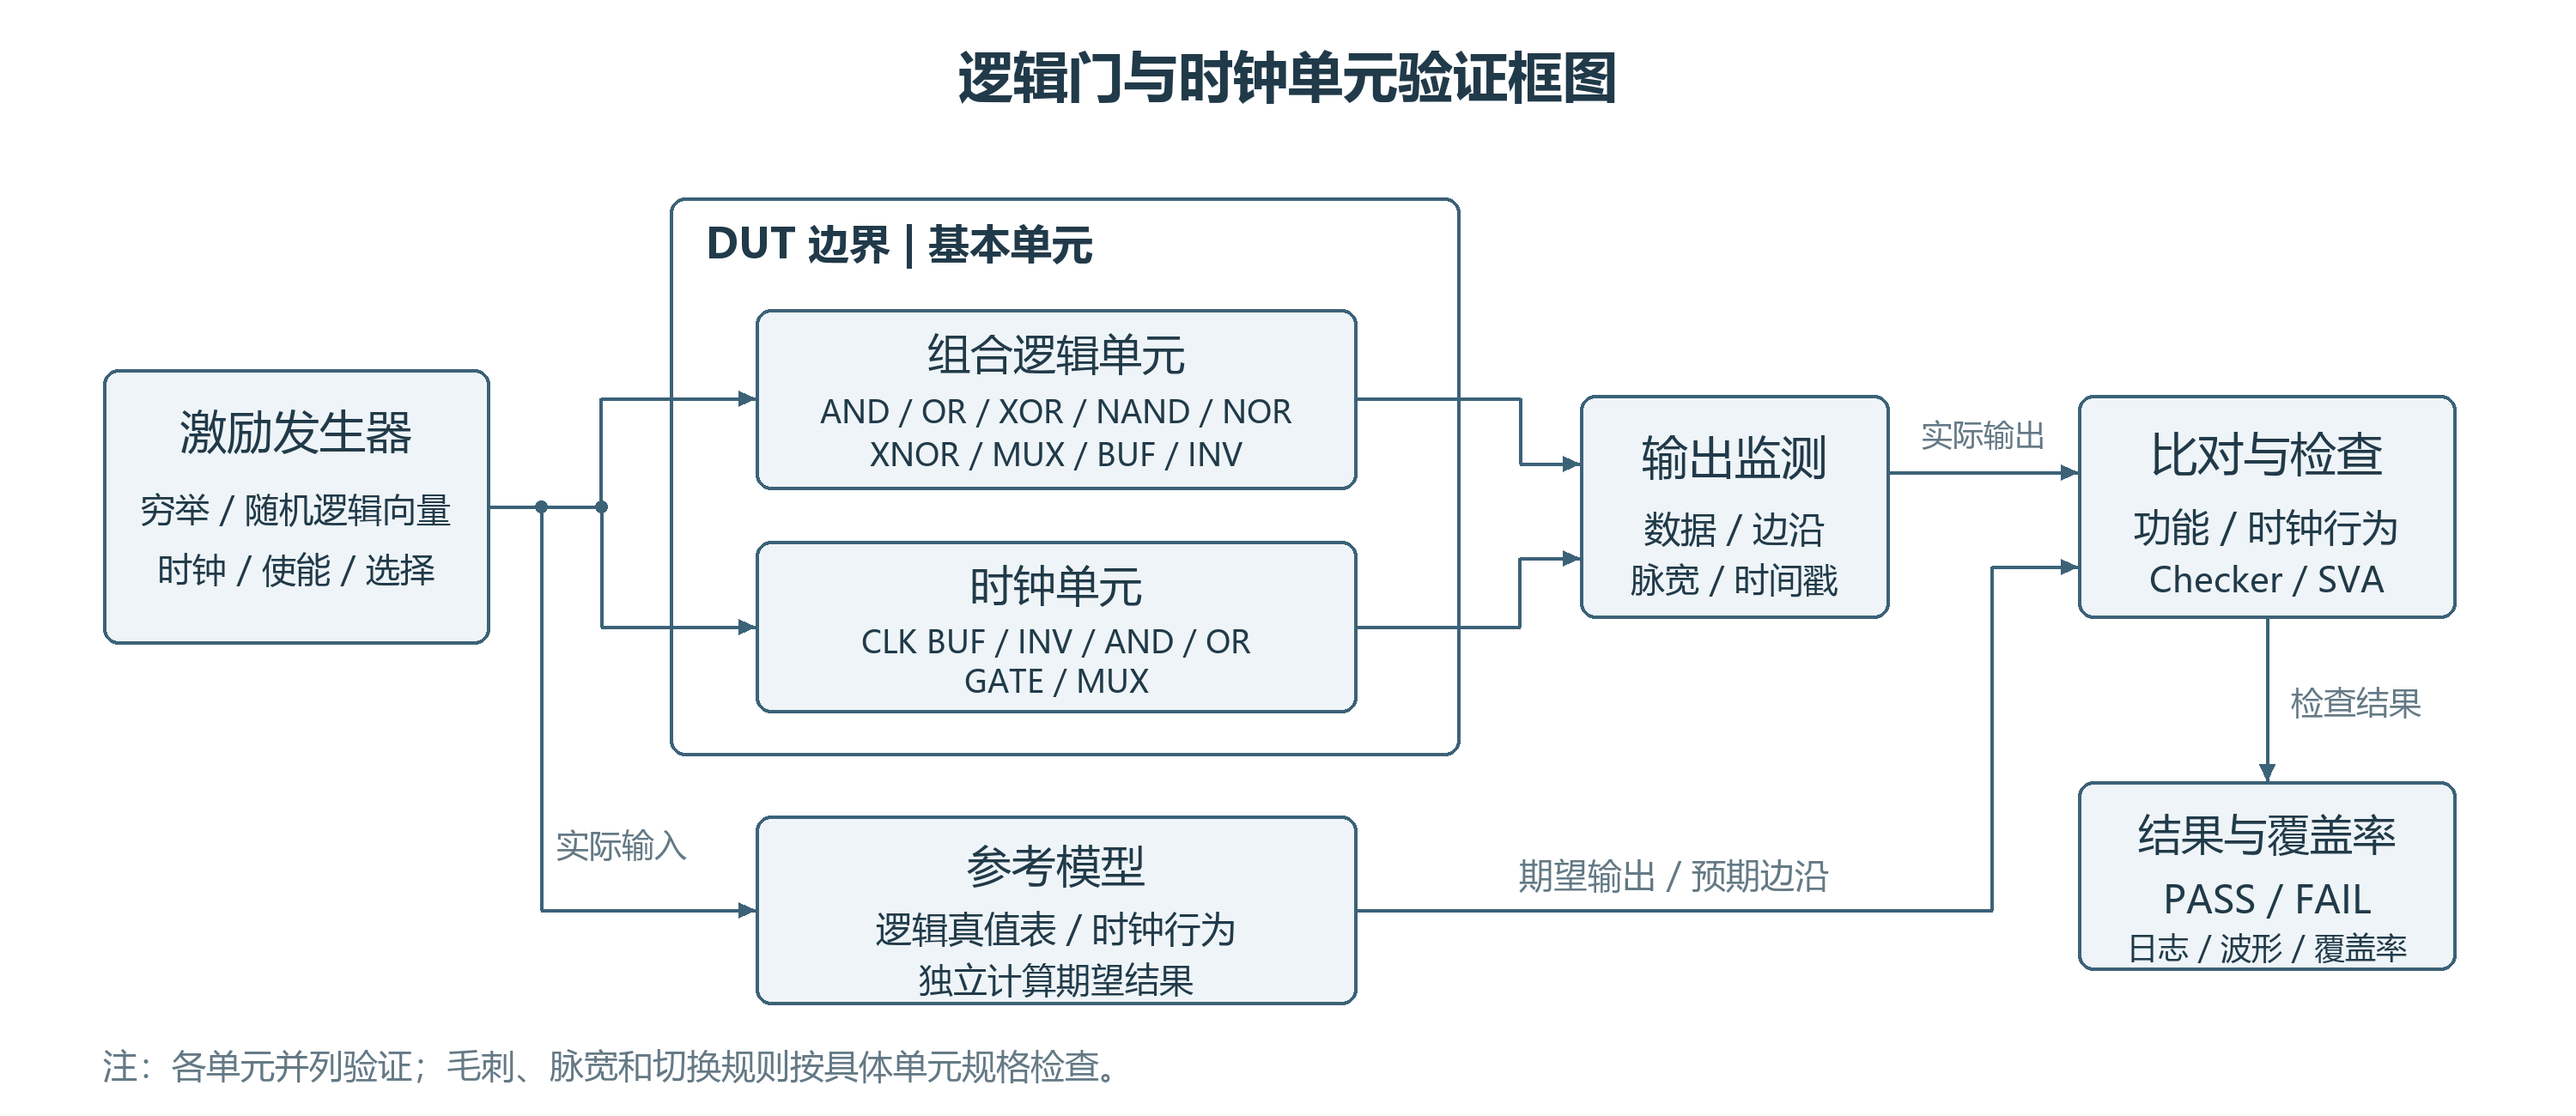 逻辑门与时钟单元验证框图
DUT 边界 | 基本单元
激励发生器
穷举 / 随机逻辑向量
时钟 / 使能 / 选择
组合逻辑单元
AND / OR / XOR / NAND / NOR
XNOR / MUX / BUF / INV
时钟单元
CLK BUF / INV / AND / OR
GATE / MUX
输出监测
数据 / 边沿
脉宽 / 时间戳
实际输出
比对与检查
功能 / 时钟行为
Checker / SVA
检查结果
实际输入
参考模型
逻辑真值表 / 时钟行为
独立计算期望结果
期望输出 / 预期边沿
结果与覆盖率
PASS / FAIL
日志 / 波形 / 覆盖率
注：各单元并列验证；毛刺、脉宽和切换规则按具体单元规格检查。